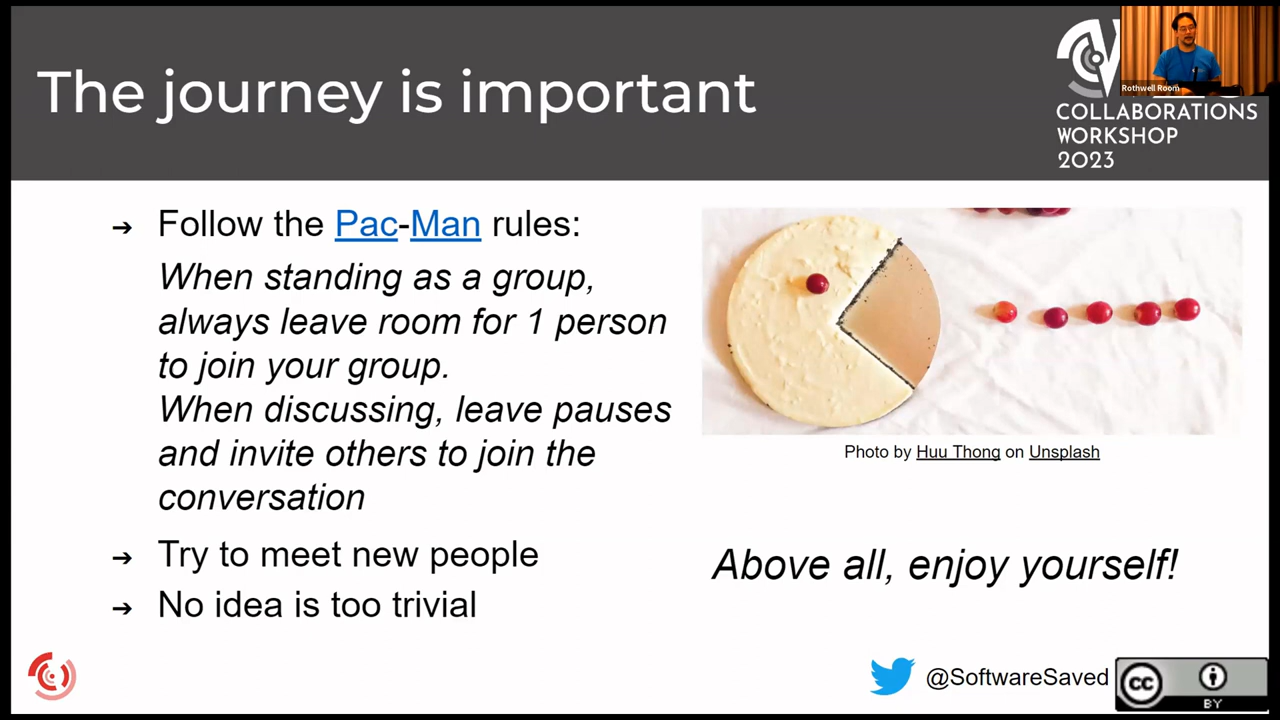 The journey is important
Rothwell Room
COLLABORATIONS
WORKSHOP
2023
➔ Follow the Pac-Man rules:
When standing as a group,
always leave room for 1 person
to join your group.
When discussing, leave pauses
and invite others to join the
conversation
➔ Try to meet new people
➔ No idea is too trivial
Photo by Huu Thong on Unsplash
Above all, enjoy yourself!
@SoftwareSaved
cc
BY